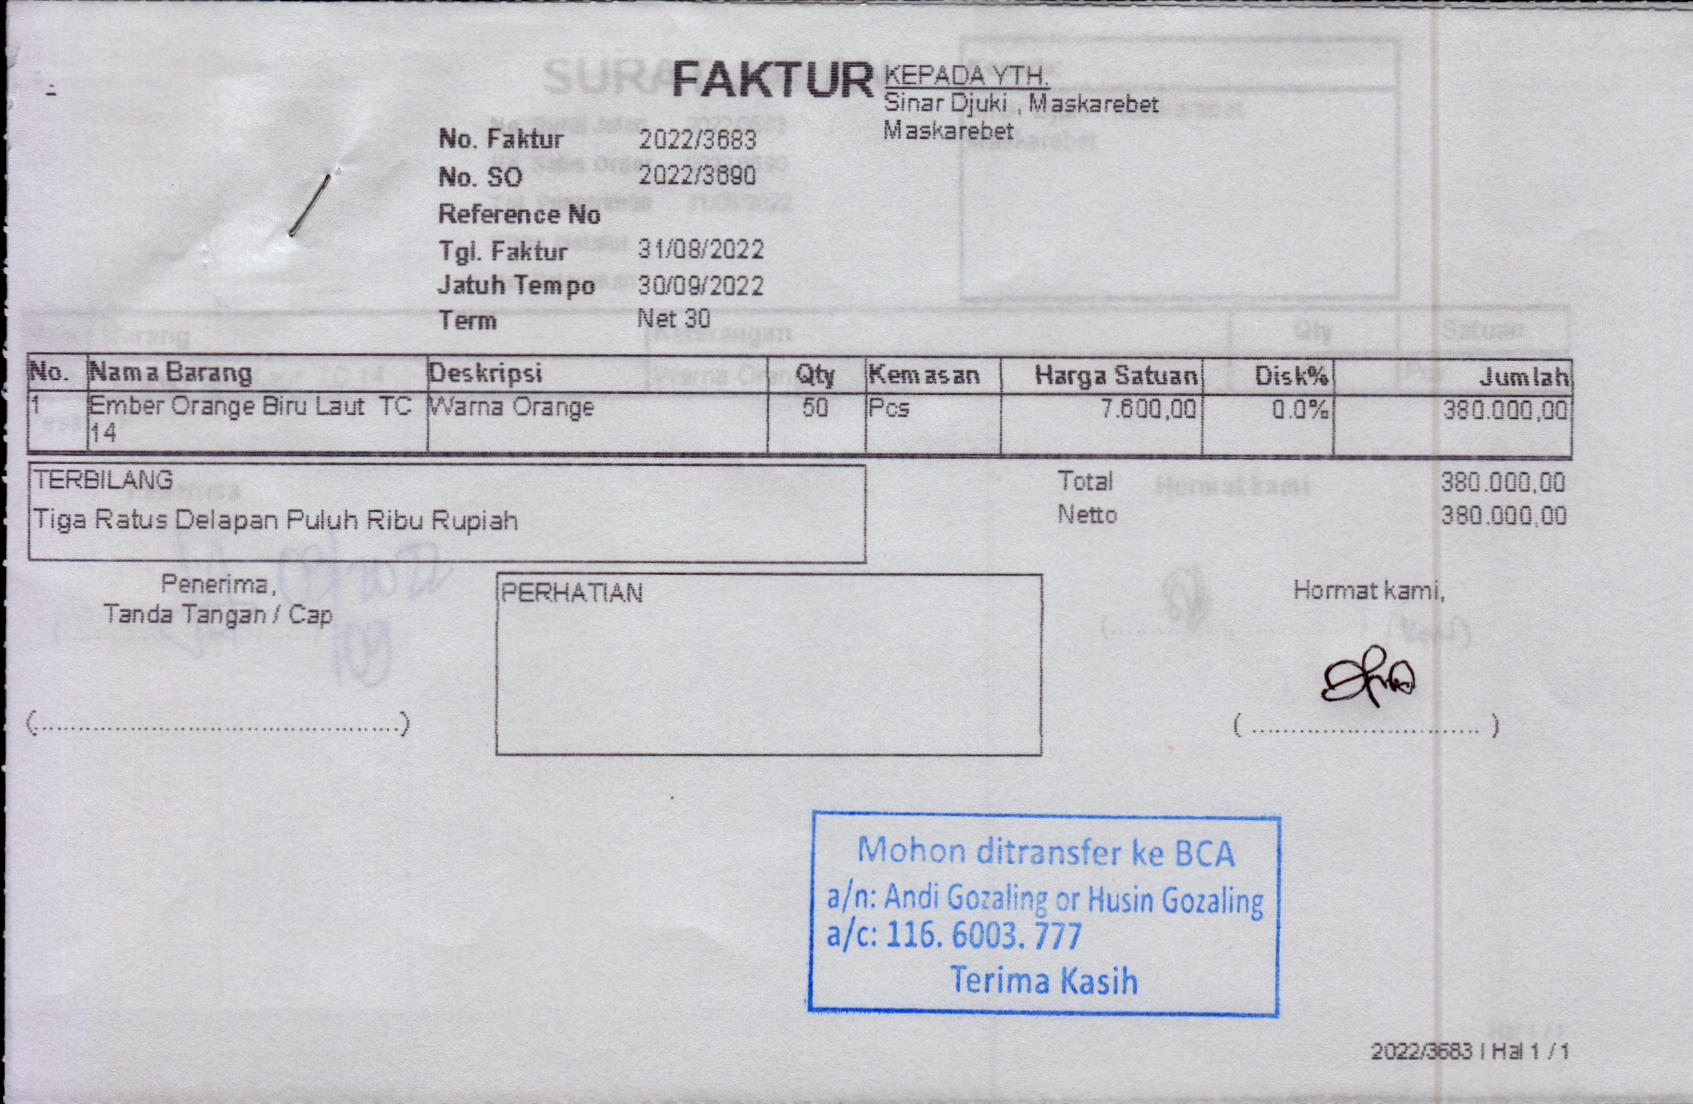 FAKTUR
KEPADA YTH.
Sinar Djuki , Maskarebet
Maskarebet
No. Faktur 2022/3683
No. SO 2022/3690
Reference No
Tgl. Faktur 31/08/2022
Jatuh Tempo 30/09/2022
Term Net 30
No. Nama Barang Deskripsi Qty Kemasan Harga Satuan Disk% Jumlah
1 Ember Orange Biru Laut TC Warna Orange 50 Pcs 7.600,00 0.0% 380.000,00
14
TERBILANG
Tiga Ratus Delapan Puluh Ribu Rupiah
Total 380.000,00
Netto 380.000,00
Penerima,
Tanda Tangan / Cap
PERHATIAN
Hormat kami,
(............................................)
(............................)
Mohon ditransfer ke BCA
a/n: Andi Gozaling or Husin Gozaling
a/c: 116. 6003. 777
Terima Kasih
2022/3683 | Hal 1 / 1